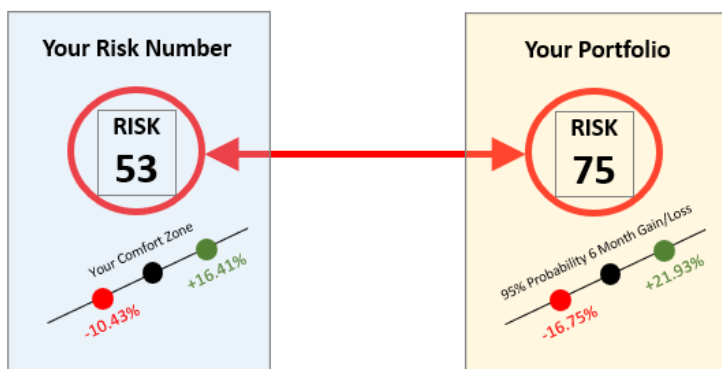 Your Risk Number
RISK
53
Your Comfort Zone
-10.43%
+16.41%
Your Portfolio
RISK
75
95% Probability 6 Month Gain/Loss
-16.75%
+21.93%